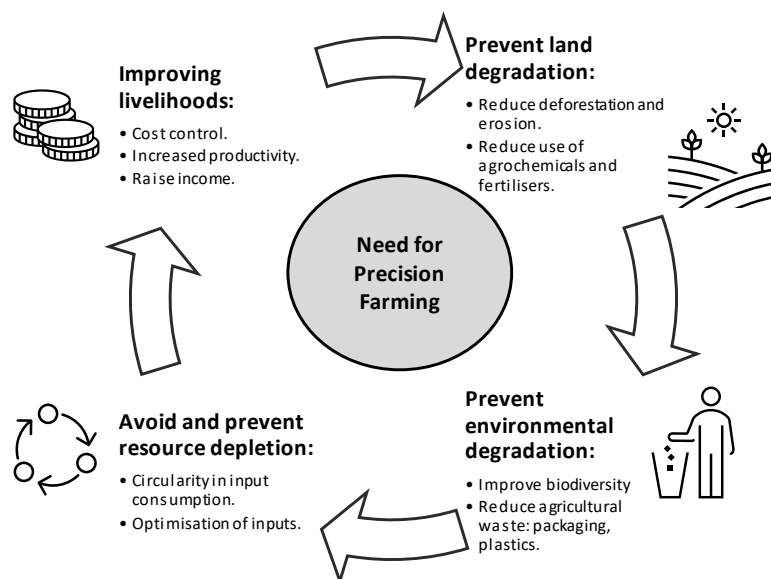 Improving
livelihoods:
• Cost control.
• Increased productivity.
• Raise income.
Prevent land
degradation:
• Reduce deforestation and
erosion.
• Reduce use of
agrochemicals and
fertilisers.
Need for
Precision
Farming
Avoid and prevent
resource depletion:
• Circularity in input
consumption.
• Optimisation of inputs.
Prevent
environmental
degradation:
• Improve biodiversity
• Reduce agricultural
waste: packaging,
plastics.